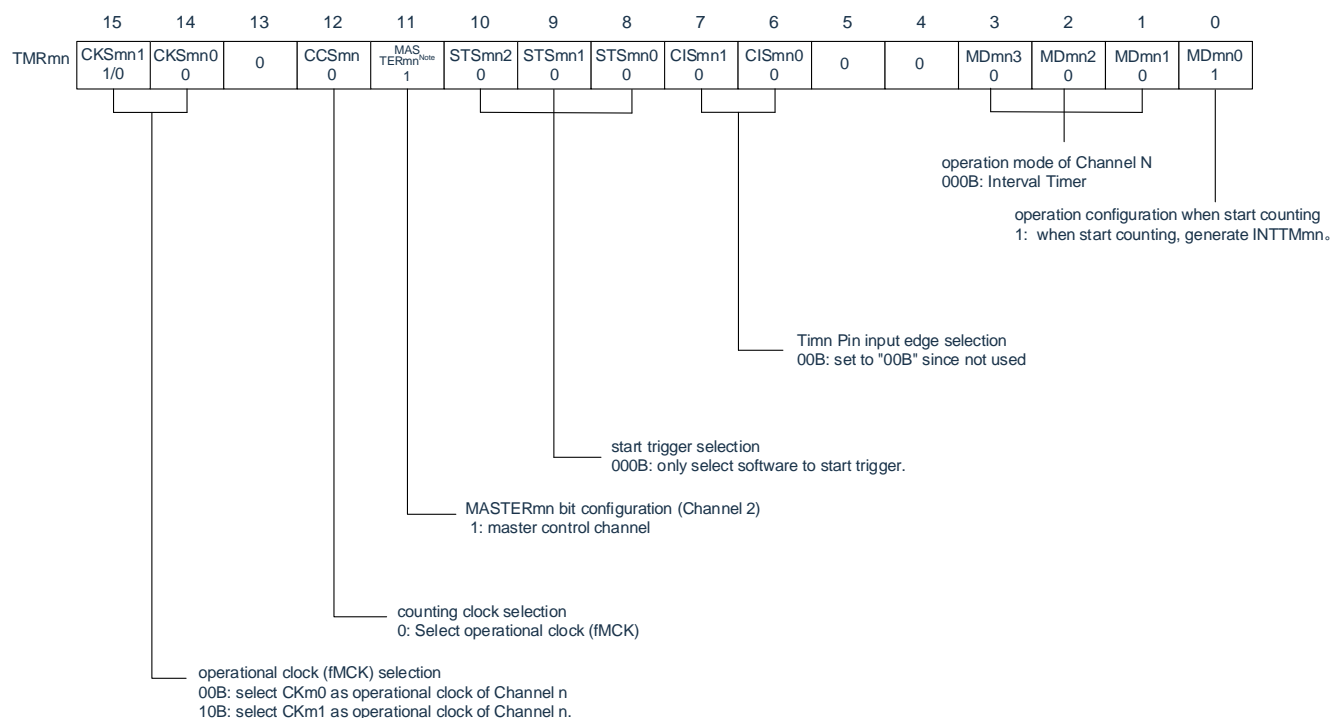 15 14 13 12 11 10 9 8 7 6 5 4 3 2 1 0
TMRmn CKSmn1 CKSmn0 0 CCSmn MAS TERmnNote STSmn2 STSmn1 STSmn0 CISmn1 CISmn0 0 0 MDmn3 MDmn2 MDmn1 MDmn0
1/0 0 0 1 0 0 0 0 0 0 0 0 1
operation mode of Channel N
000B: Interval Timer
operation configuration when start counting
1: when start counting, generate INTTMmn。
Timn Pin input edge selection
00B: set to "00B" since not used
start trigger selection
000B: only select software to start trigger.
MASTERmn bit configuration (Channel 2)
1: master control channel
counting clock selection
0: Select operational clock (fMCK)
operational clock (fMCK) selection
00B: select CKm0 as operational clock of Channel n
10B: select CKm1 as operational clock of Channel n.